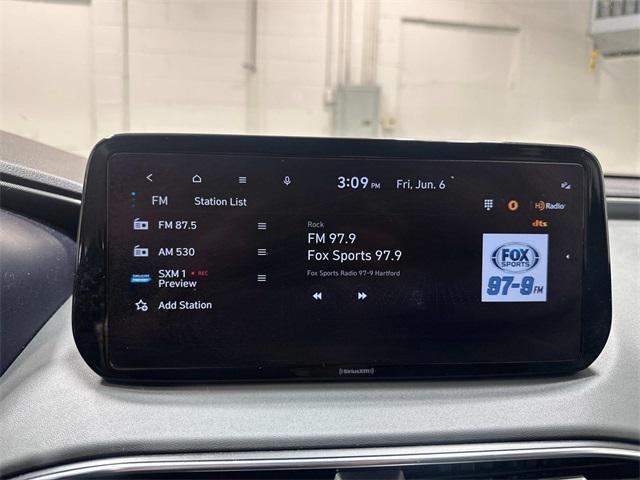 3:09 PM Fri, Jun. 6
FM Station List
HD Radio
dts
FM 87.5
AM 530
SXM 1 REC
Preview
Add Station
Rock
FM 97.9
Fox Sports 97.9
Fox Sports Radio 97-9 Hartford
FOX
SPORTS
97-9 FM
SiriusXM